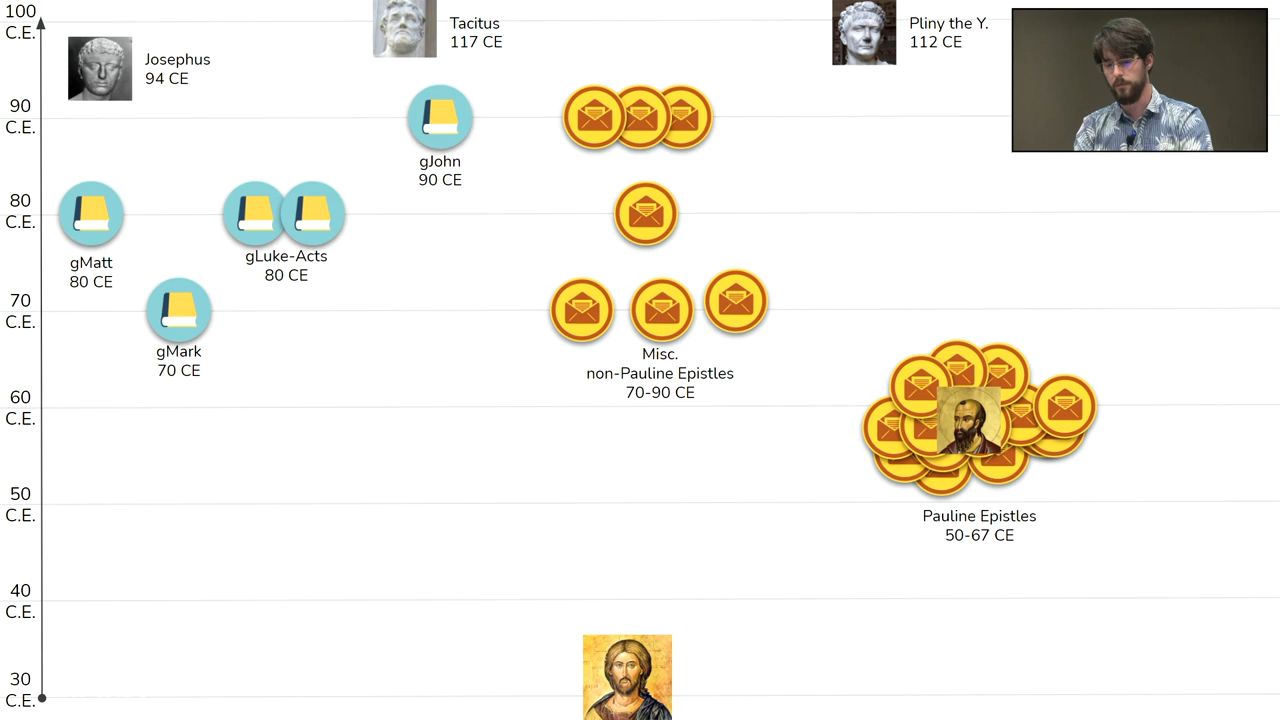 100
C.E.
Tacitus
117 CE
Pliny the Y.
112 CE
Josephus
94 CE
90
C.E.
gJohn
90 CE
80
C.E.
gMatt
80 CE
gLuke-Acts
80 CE
70
C.E.
gMark
70 CE
Misc.
non-Pauline Epistles
70-90 CE
60
C.E.
50
C.E.
Pauline Epistles
50-67 CE
40
C.E.
30
C.E.